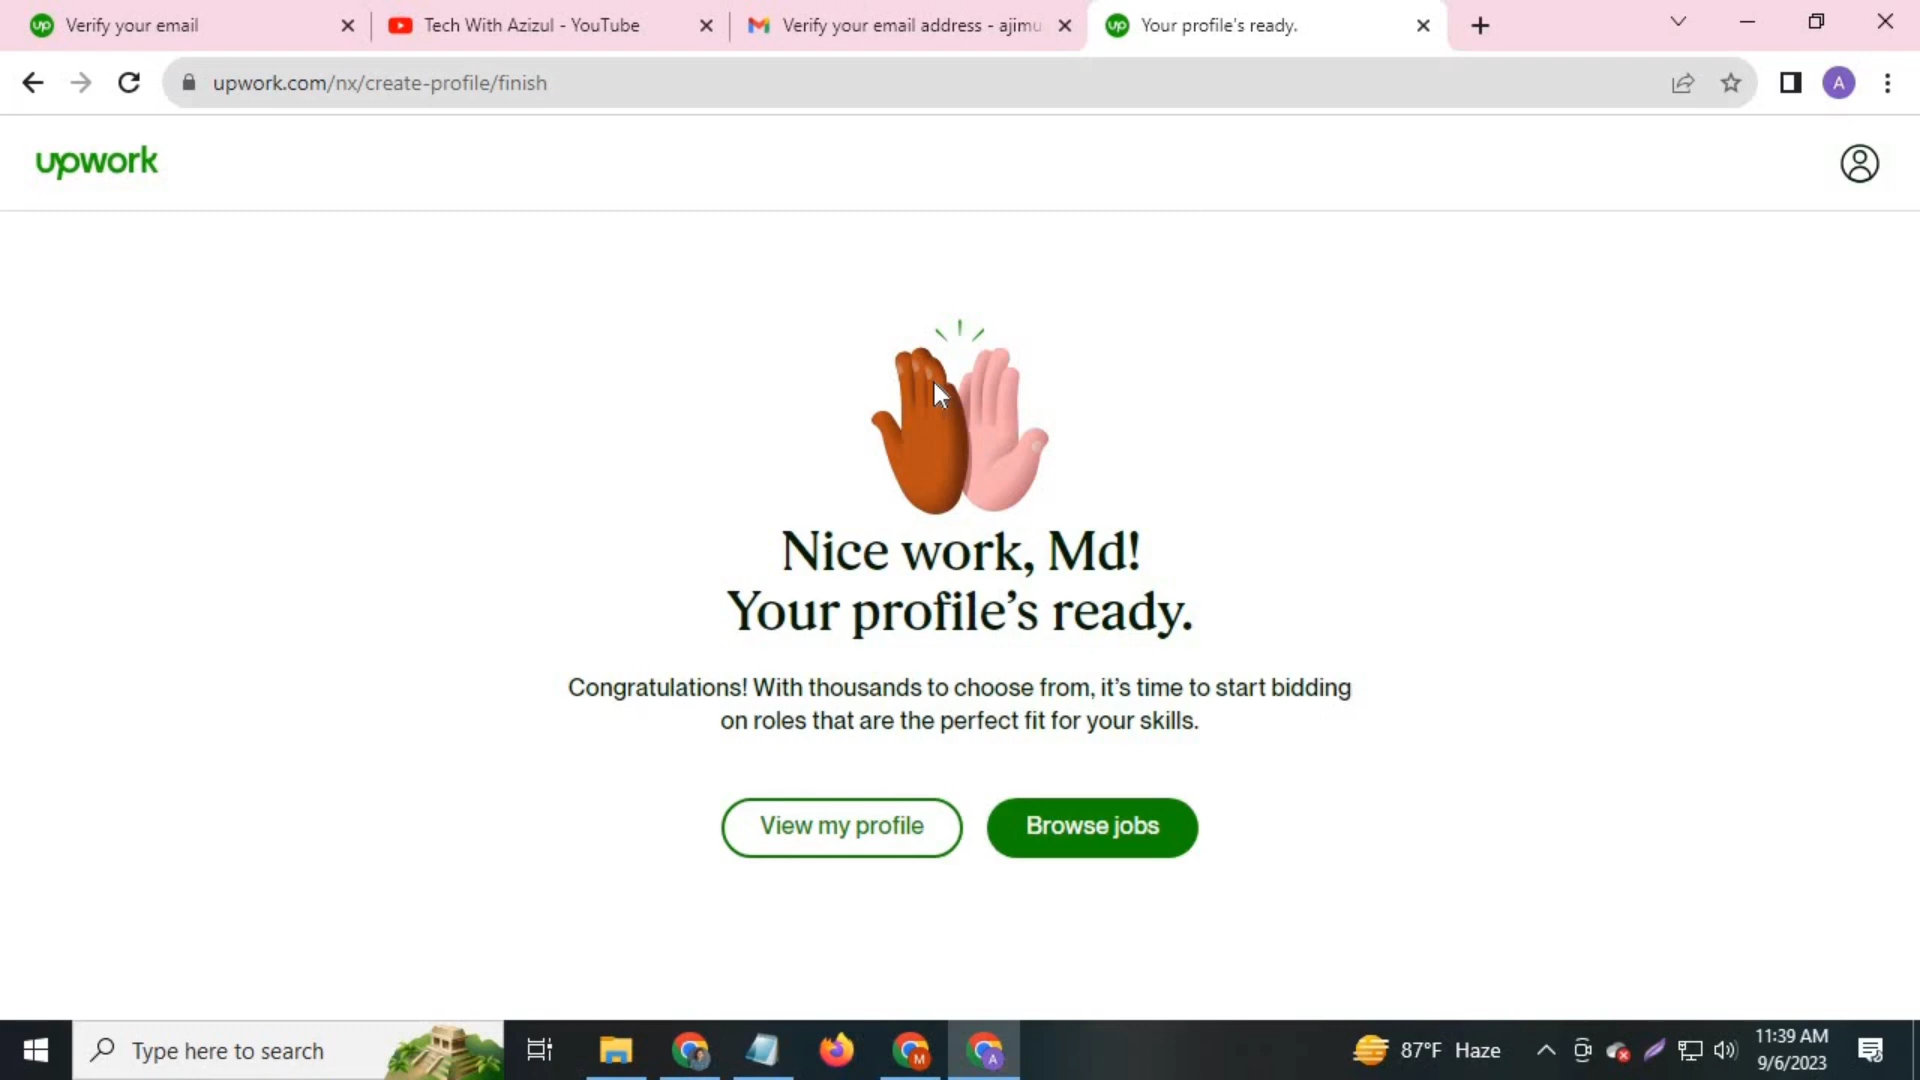 up Verify your email
Tech With Azizul - YouTube
Verify your email address - ajimu
up Your profile's ready.
upwork.com/nx/create-profile/finish
A
upwork
Nice work, Md!
Your profile's ready.
Congratulations! With thousands to choose from, it's time to start bidding
on roles that are the perfect fit for your skills.
View my profile
Browse jobs
Type here to search
M
A
87°F Haze
11:39 AM
9/6/2023